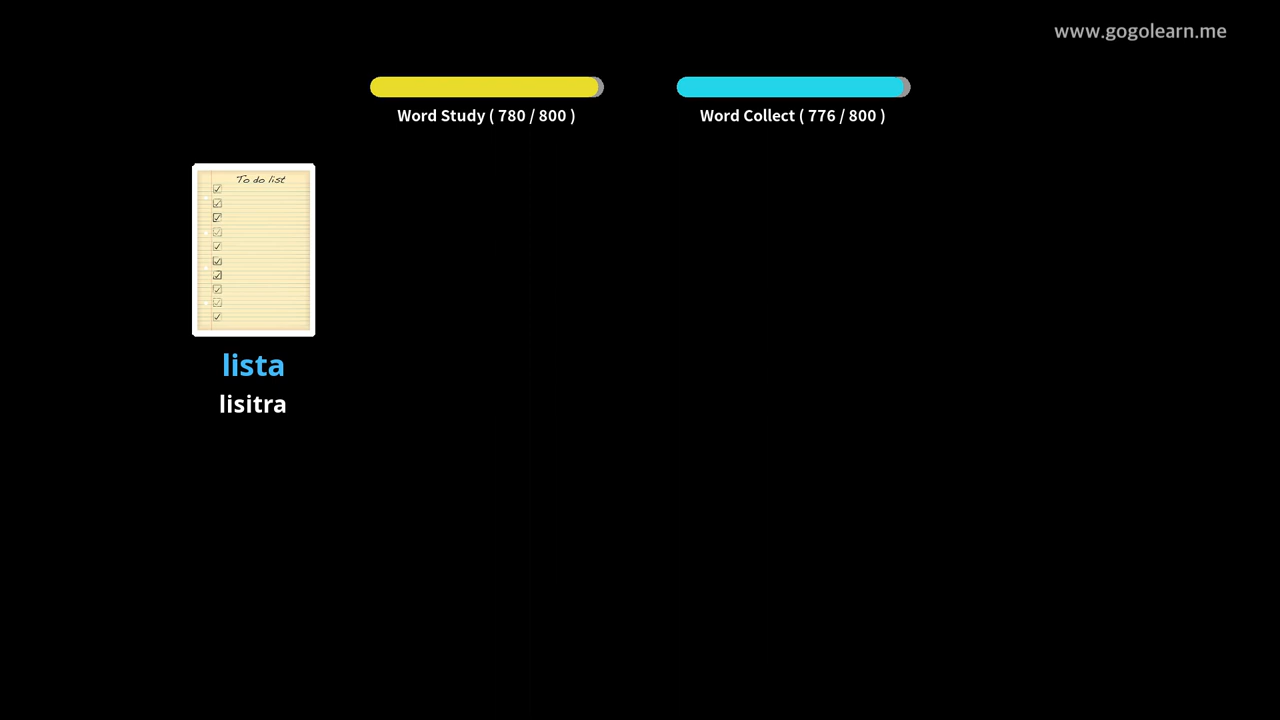 www.gogolearn.me
Word Study ( 780 / 800 )
Word Collect ( 776 / 800 )
To do list
lista
lisitra